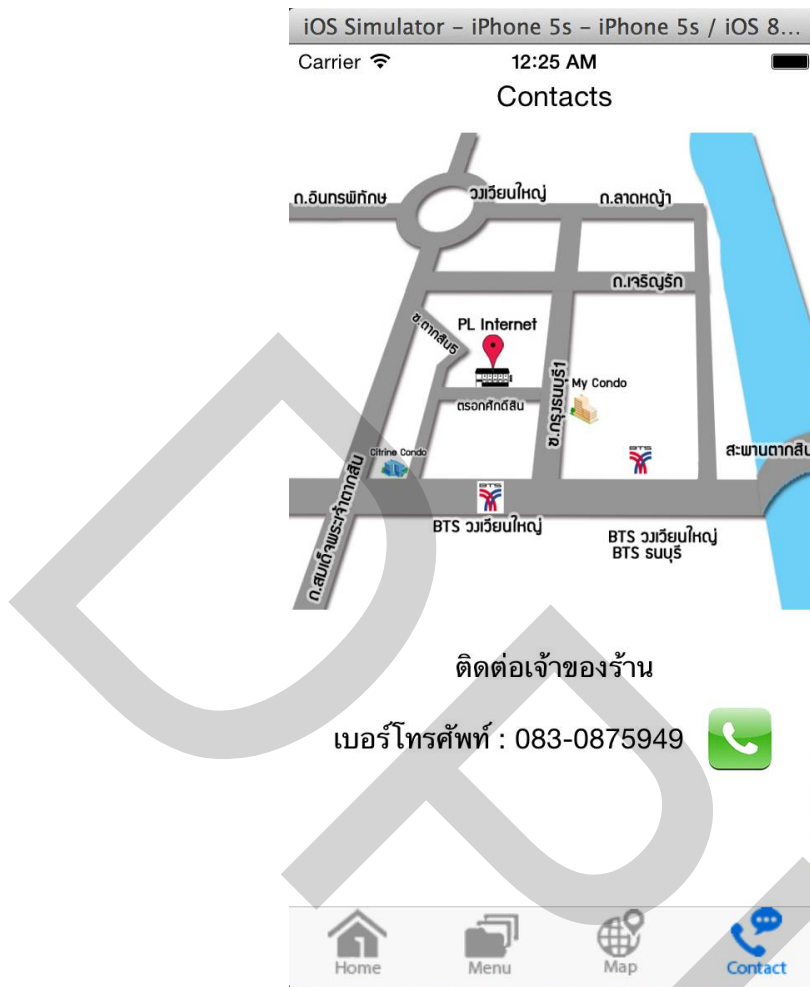 iOS Simulator – iPhone 5s – iPhone 5s / iOS 8...
Carrier 12:25 AM
Contacts
ถ.อินทรพิทักษ์
วงเวียนใหญ่
ถ.ลาดหญ้า
ถ.เจริญรัถ
ซ.ตากสิน5
PL Internet
ซ.กรุงธนบุรี1
My Condo
ตรอกศักดิ์สิน
Citrine Condo
BTS
BTS
สะพานตากสิน
ถ.สมเด็จพระเจ้าตากสิน
BTS วงเวียนใหญ่
BTS วงเวียนใหญ่
BTS ธนบุรี
ติดต่อเจ้าของร้าน
เบอร์โทรศัพท์ : 083-0875949
Home Menu Map Contact